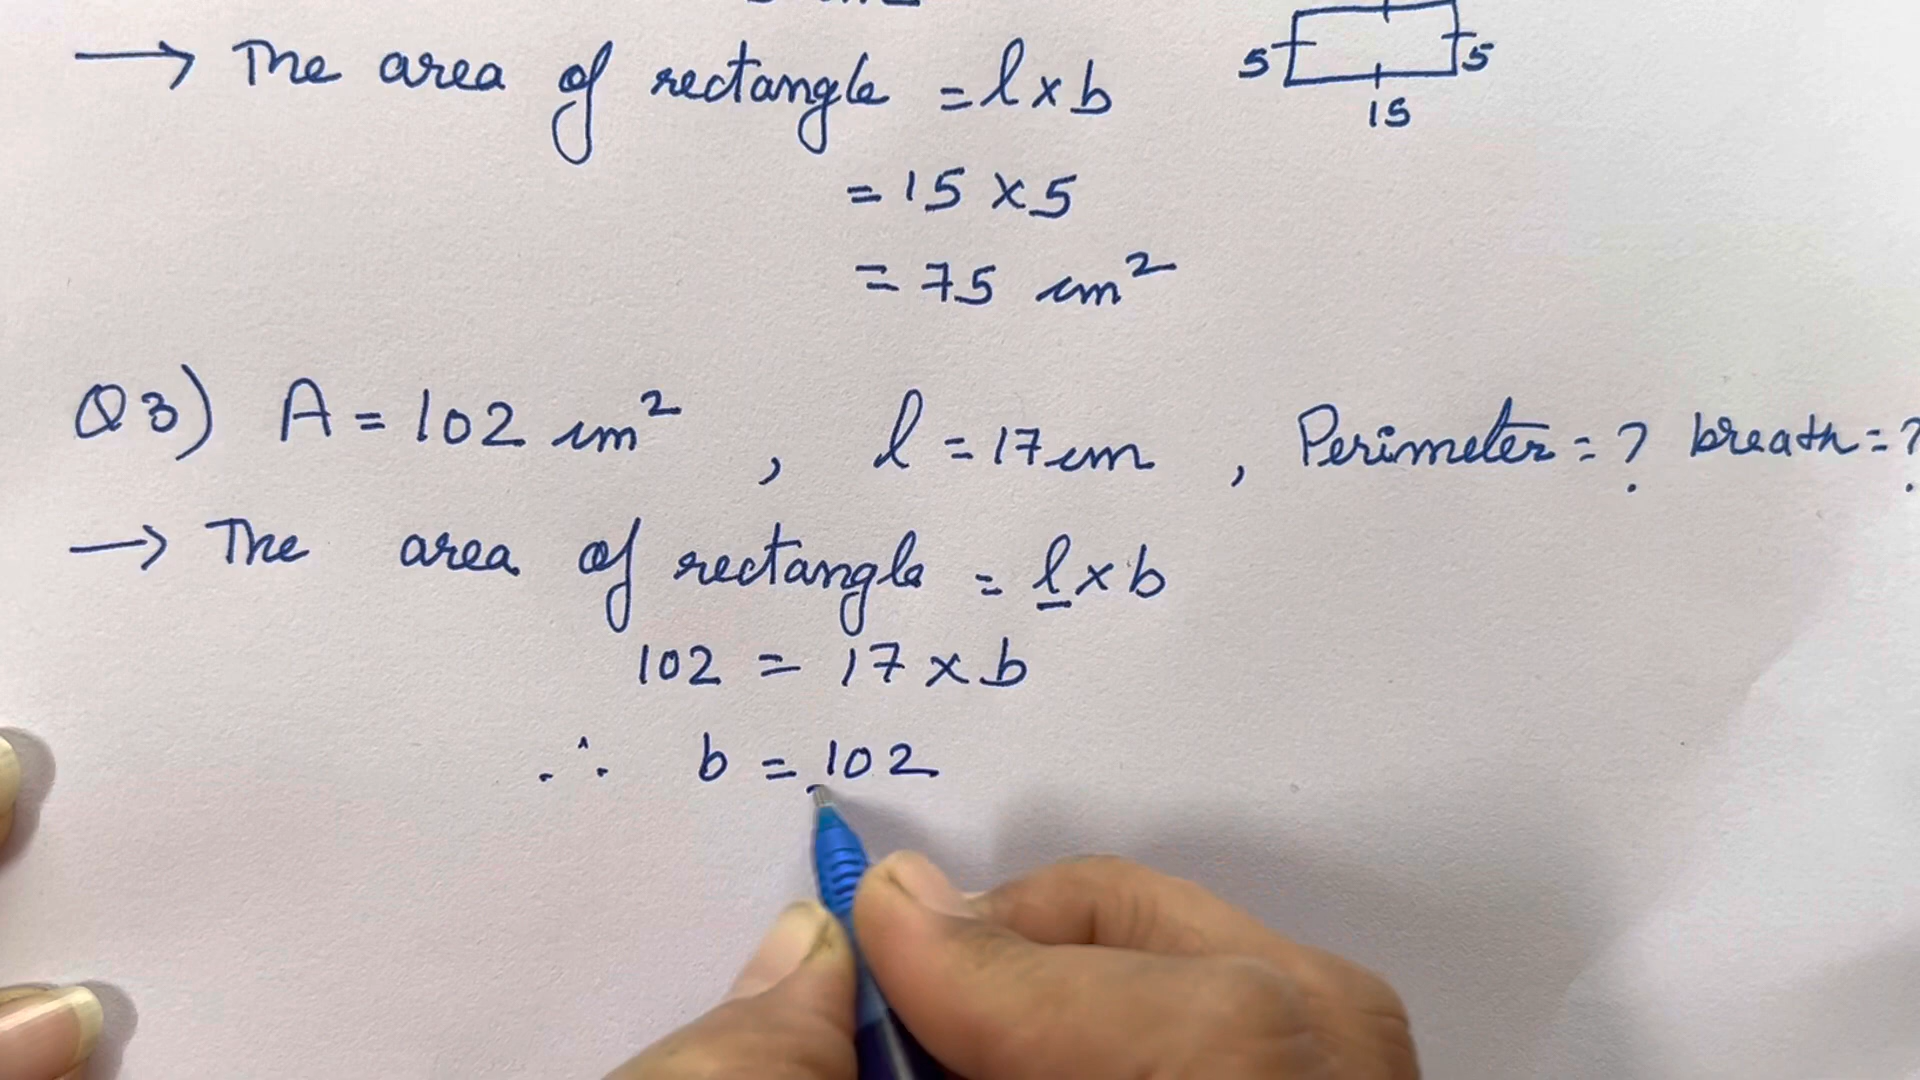 → The area of rectangle = l × b
5 5
15
= 15 × 5
= 75 cm²
Q3) A = 102 cm² , l = 17 cm , Perimeter = ? breath = ?
→ The area of rectangle = l × b
102 = 17 × b
∴ b = 102